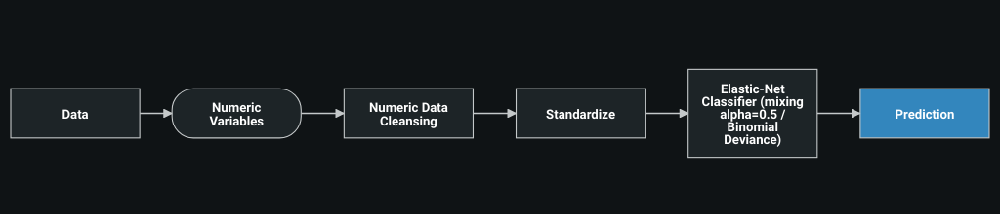 Data
Numeric
Variables
Numeric Data
Cleansing
Standardize
Elastic-Net
Classifier (mixing
alpha=0.5 /
Binomial
Deviance)
Prediction